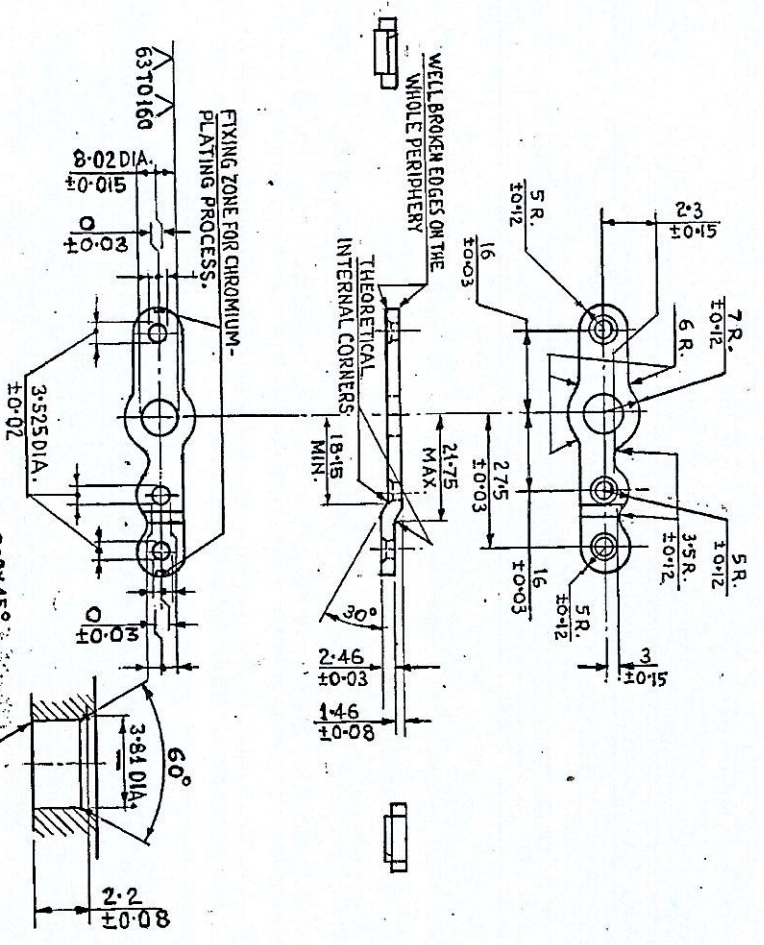 63 TO 160
FIXING ZONE FOR CHROMIUM-
PLATING PROCESS.
8.02 DIA.
±0.015
0
±0.03
3.525 DIA.
±0.02
0
±0.03
60°
3.81 DIA.
2.2
±0.08
WELL BROKEN EDGES ON THE
WHOLE PERIPHERY
THEORETICAL
INTERNAL CORNERS
18.15
MIN.
21.75
MAX
30°
2.46
±0.03
1.46
±0.08
5 R.
±0.12
2.3
±0.15
7 R.
±0.12
6 R.
16
±0.03
27.5
±0.03
16
±0.03
5 R.
±0.12
3.5 R.
±0.12
5 R.
±0.12
3
±0.15